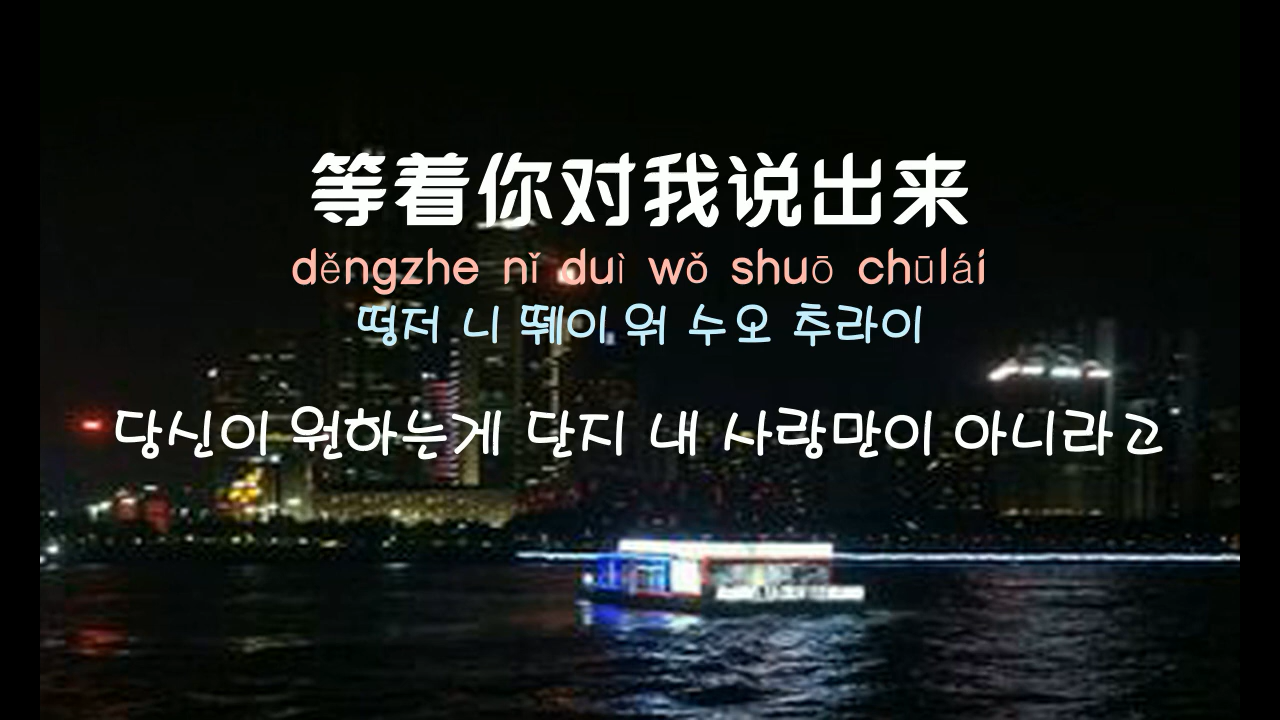 等着你对我说出来
děngzhe nǐ duì wǒ shuō chūlái
떵저 니 뛔이 워 수오 추라이
당신이 원하는게 단지 내 사랑만이 아니라고